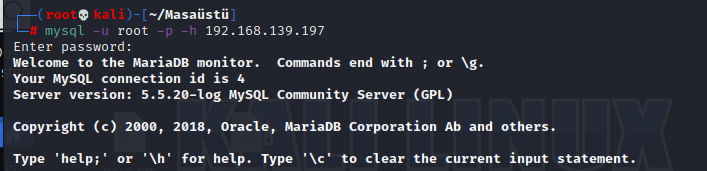 (root💀kali)-[~/Masaüstü]
# mysql -u root -p -h 192.168.139.197
Enter password:
Welcome to the MariaDB monitor.  Commands end with ; or \g.
Your MySQL connection id is 4
Server version: 5.5.20-log MySQL Community Server (GPL)
Copyright (c) 2000, 2018, Oracle, MariaDB Corporation Ab and others.
Type 'help;' or '\h' for help. Type '\c' to clear the current input statement.
KALI LINUX